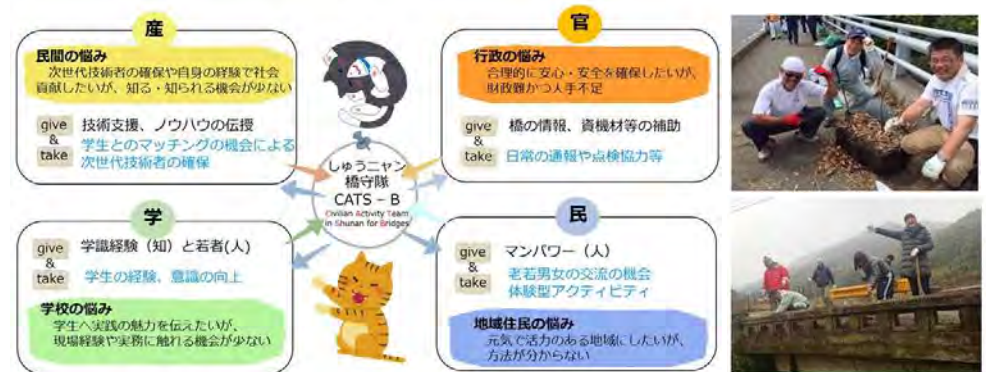 産
民間の悩み
次世代技術者の確保や自身の経験で社会
貢献したいが、知る・知られる機会が少ない
give
&
take
技術支援、ノウハウの伝授
学生とのマッチングの機会による
次世代技術者の確保
官
行政の悩み
合理的に安心・安全を確保したいが、
財政難かつ人手不足
give
&
take
橋の情報、資機材等の補助
日常の通報や点検協力等
しゅうニャン
橋守隊
CATS – B
Civilian Activity Team
in Shunan for Bridges
学
give
&
take
学識経験（知）と若者(人)
学生の経験、意識の向上
学校の悩み
学生へ実践の魅力を伝えたいが、
現場経験や実務に触れる機会が少ない
民
give
&
take
マンパワー（人）
老若男女の交流の機会
体験型アクティビティ
地域住民の悩み
元気で活力のある地域にしたいが、
方法が分からない